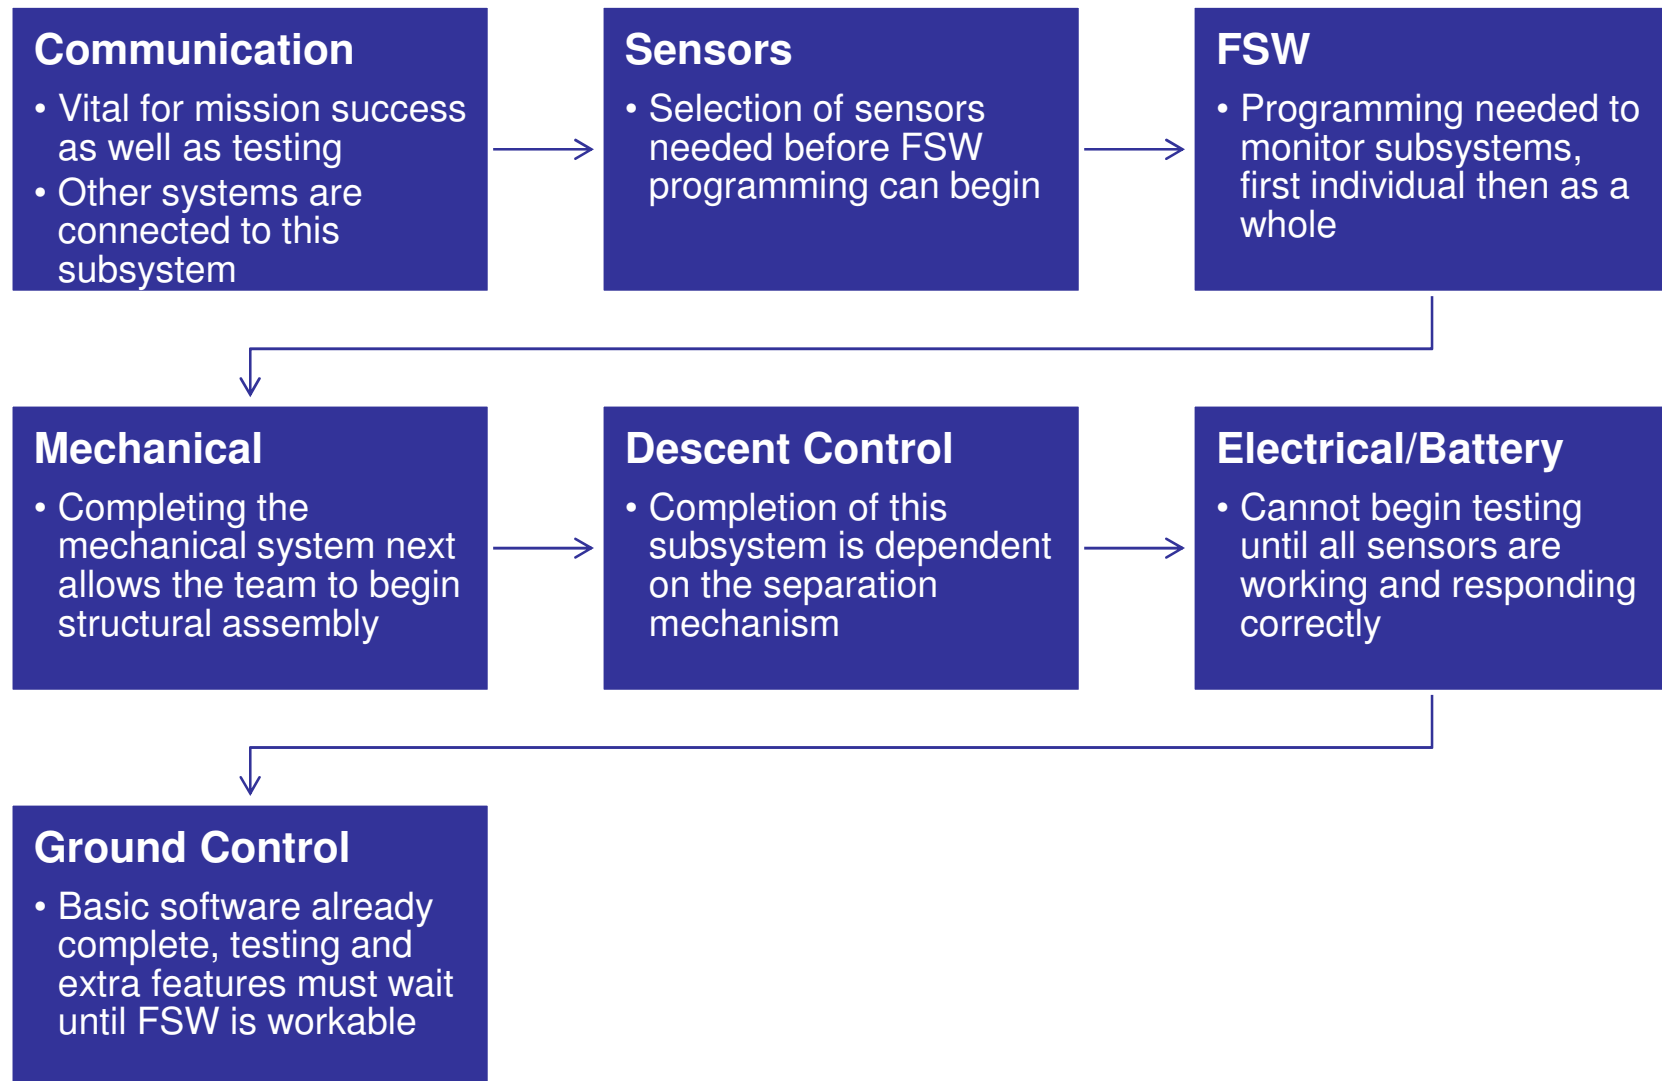 Communication
• Vital for mission success
as well as testing
• Other systems are
connected to this
subsystem
Sensors
• Selection of sensors
needed before FSW
programming can begin
FSW
• Programming needed to
monitor subsystems,
first individual then as a
whole
Mechanical
• Completing the
mechanical system next
allows the team to begin
structural assembly
Descent Control
• Completion of this
subsystem is dependent
on the separation
mechanism
Electrical/Battery
• Cannot begin testing
until all sensors are
working and responding
correctly
Ground Control
• Basic software already
complete, testing and
extra features must wait
until FSW is workable